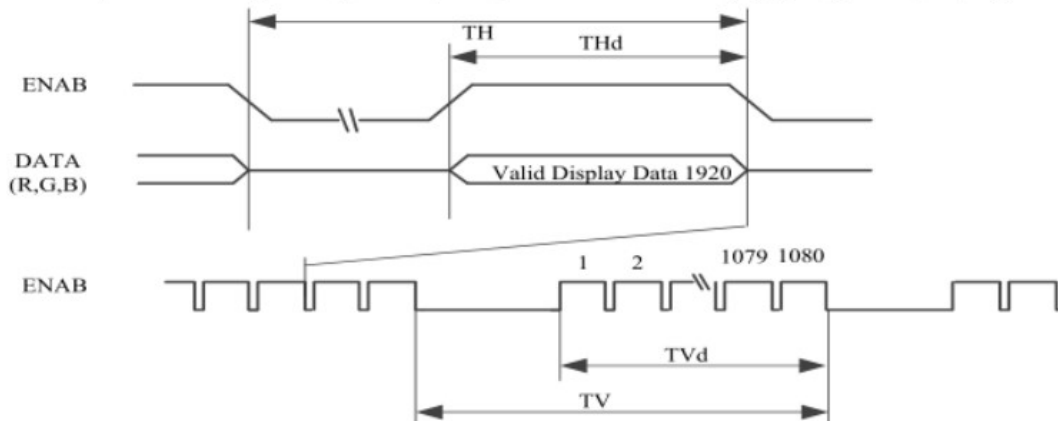 TH
THd
ENAB
DATA
(R,G,B)
Valid Display Data 1920
1 2 1079 1080
ENAB
TVd
TV